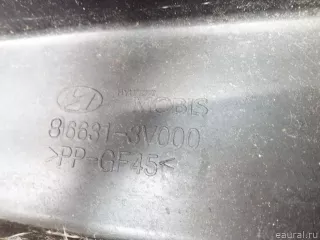 MOBIS
86631-3V000
>PP-GF45<
eaural.ru